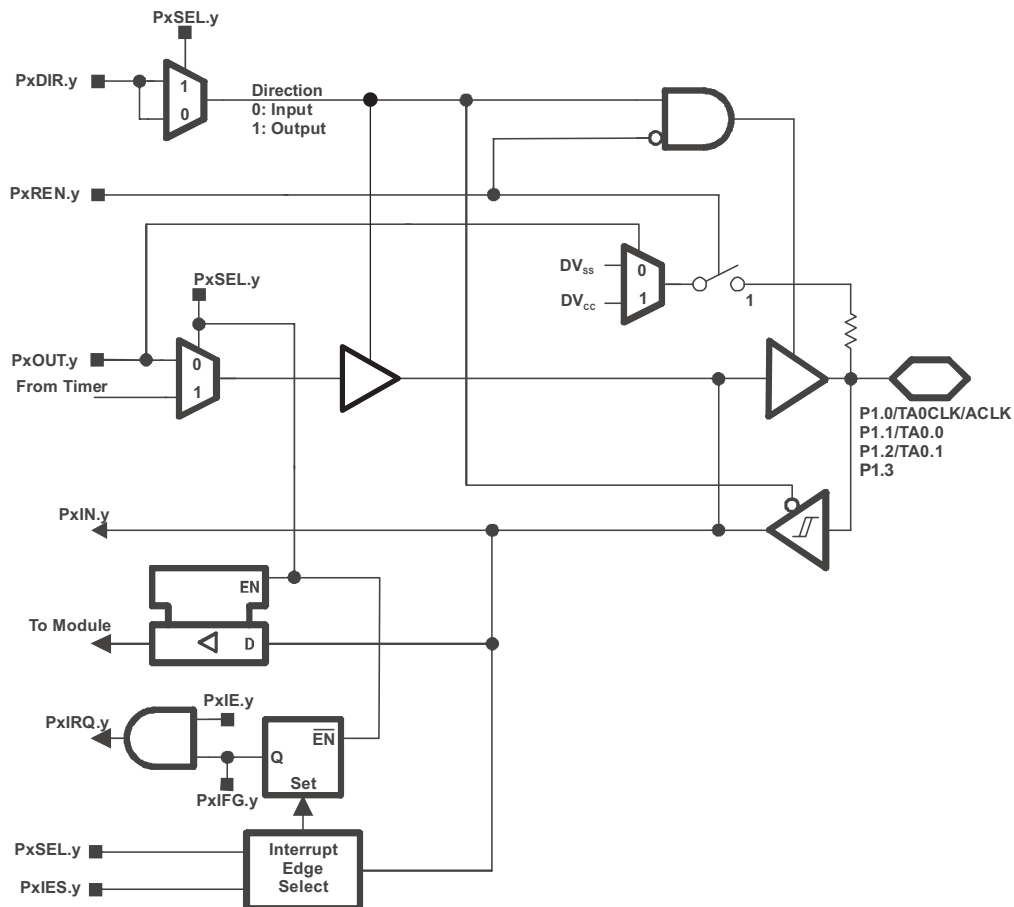 PxSEL.y
PxDIR.y
1
0
Direction
0: Input
1: Output
PxREN.y
DVSS
0
DVCC
1
1
PxSEL.y
PxOUT.y
0
From Timer
1
P1.0/TA0CLK/ACLK
P1.1/TA0.0
P1.2/TA0.1
P1.3
PxIN.y
EN
To Module
D
PxIE.y
PxIRQ.y
EN
Q
Set
PxIFG.y
PxSEL.y
Interrupt
Edge
Select
PxIES.y